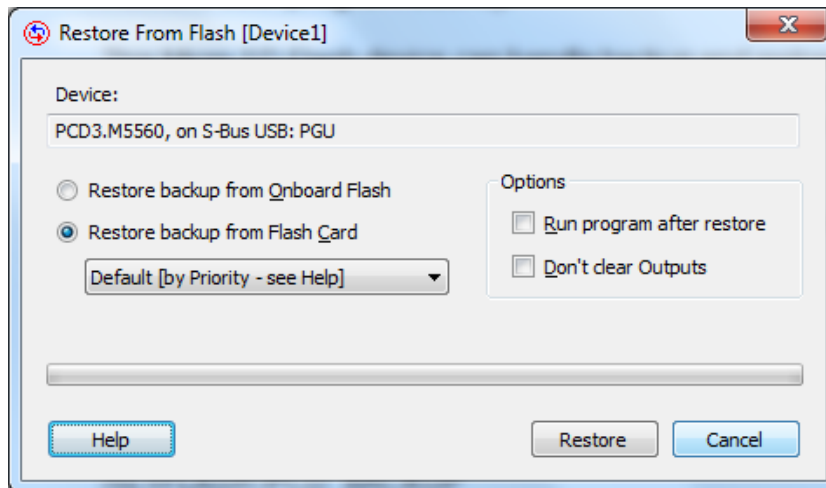 Restore From Flash [Device1]
Device:
PCD3.M5560, on S-Bus USB: PGU
Restore backup from Onboard Flash
Restore backup from Flash Card
Default [by Priority - see Help]
Options
Run program after restore
Don't clear Outputs
Help
Restore
Cancel